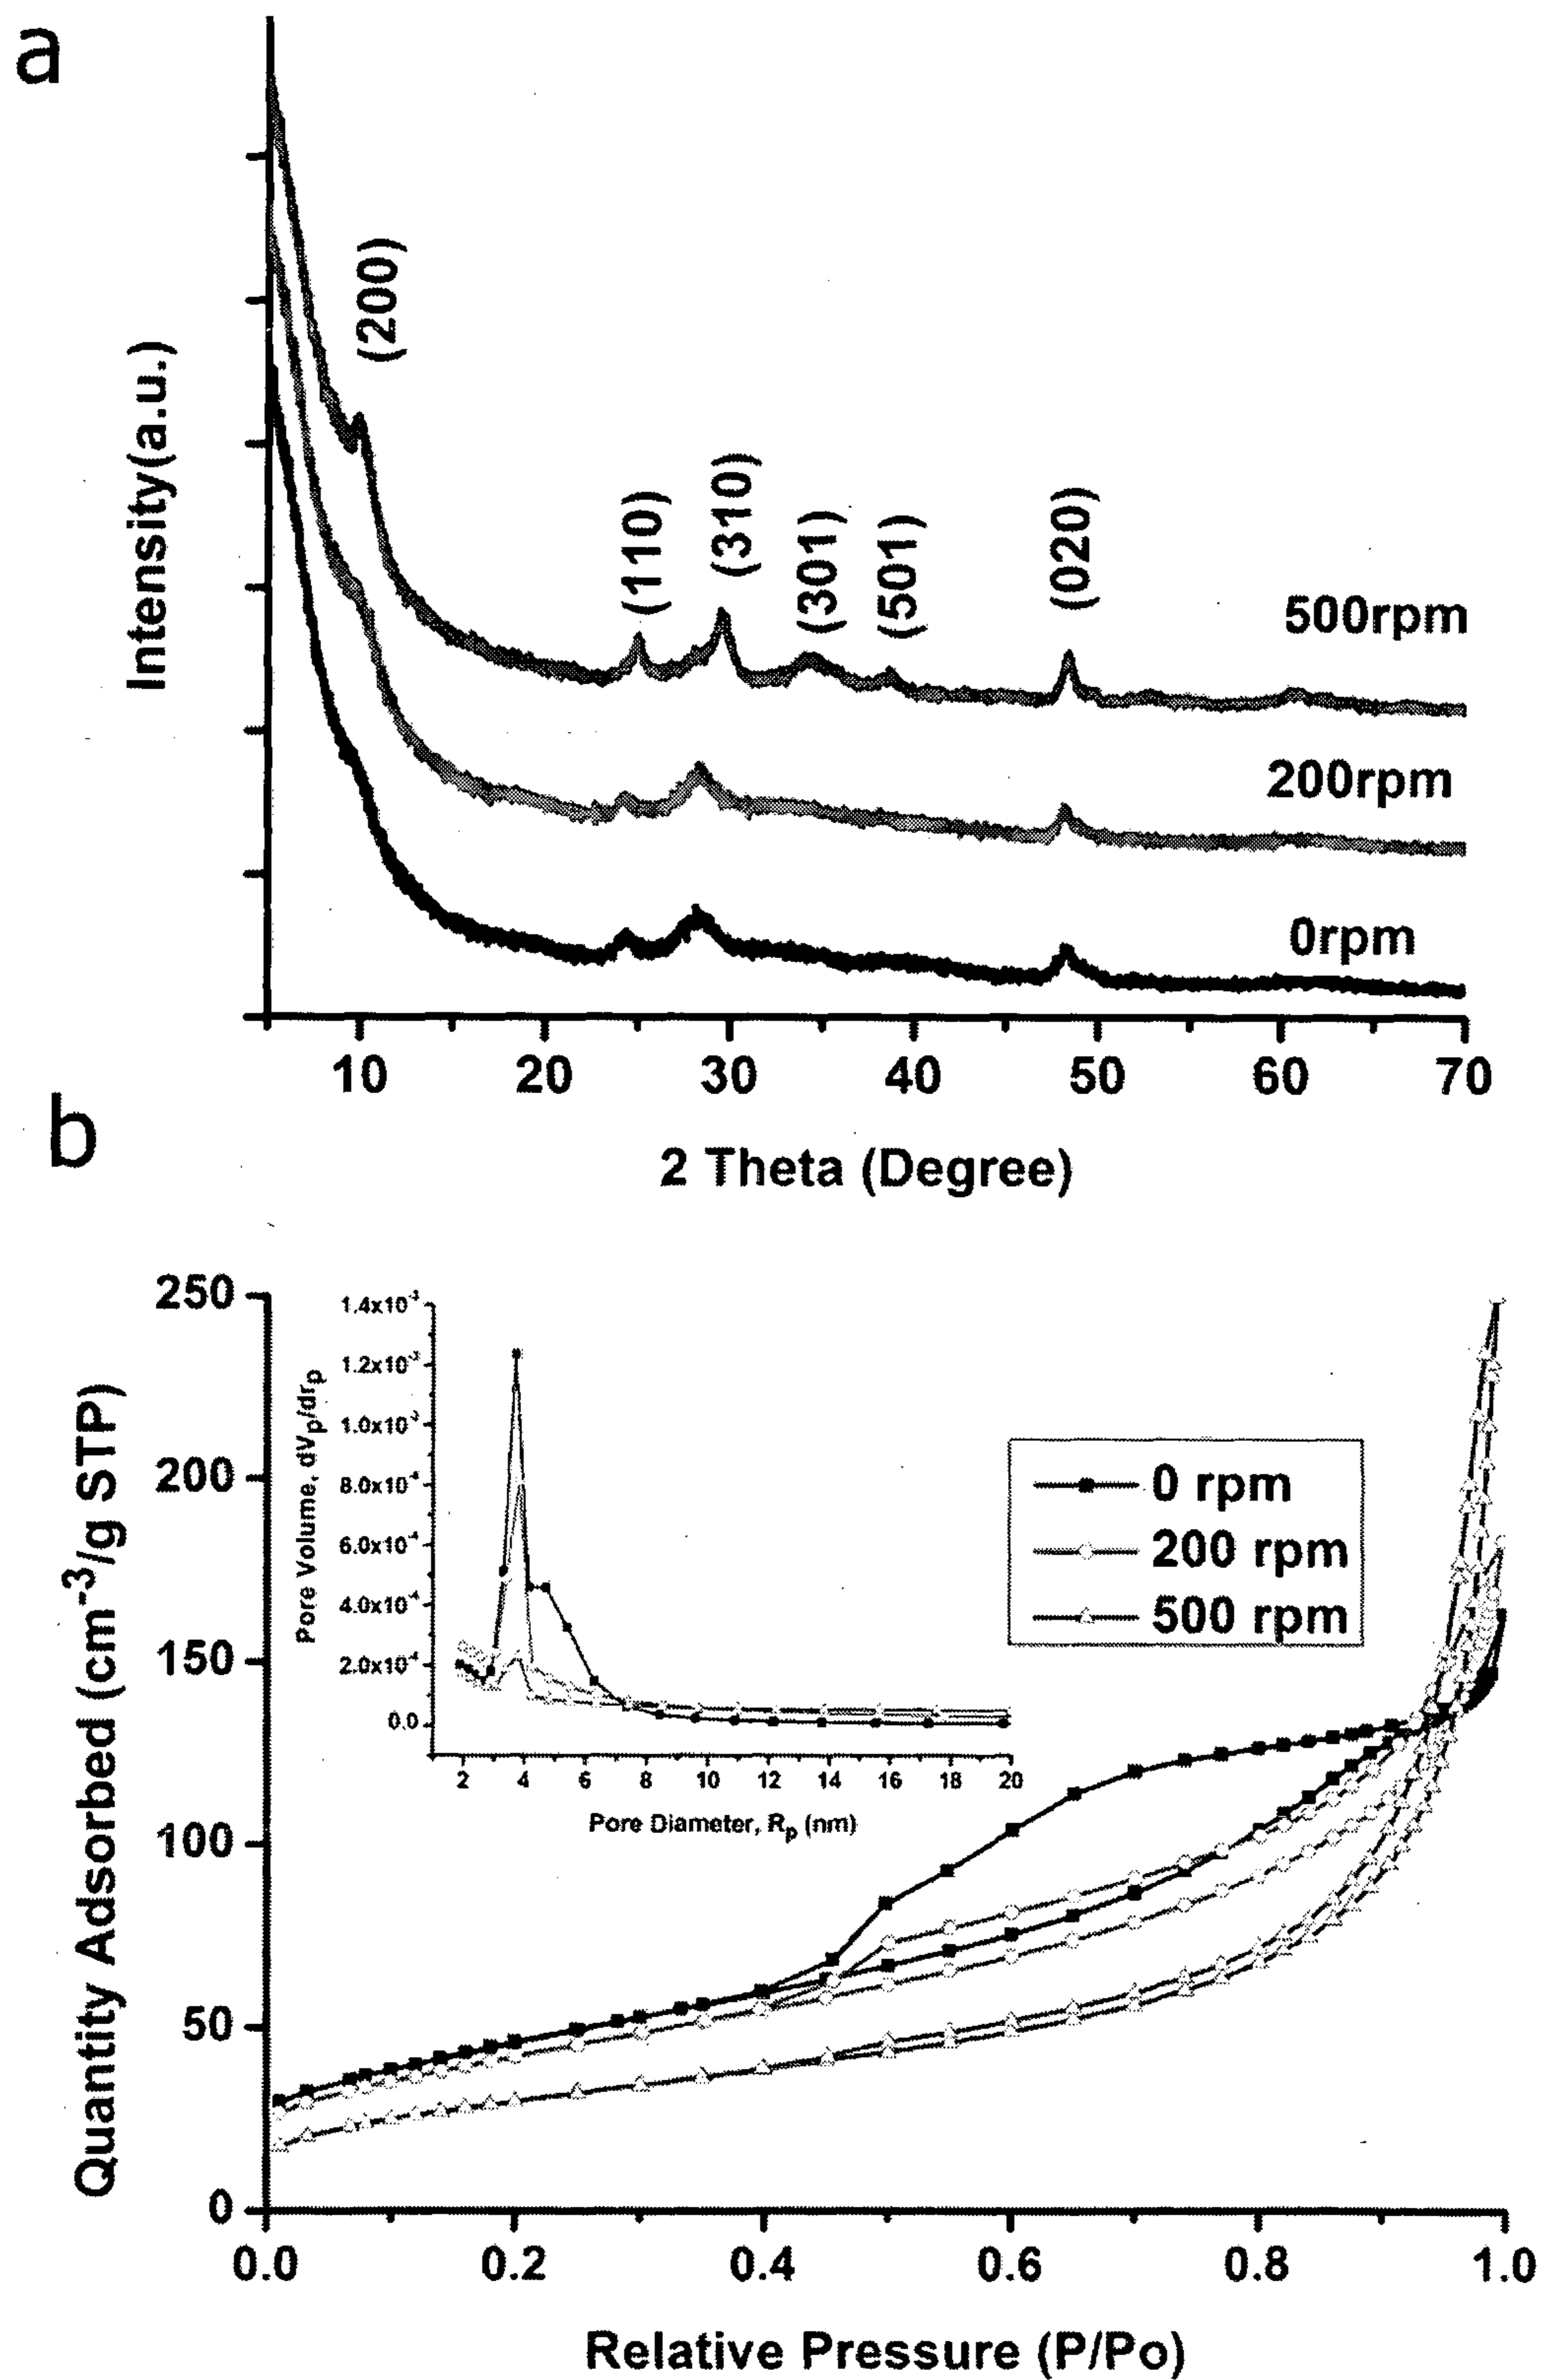 a
Intensity(a.u.)
(200)
(110)
(310)
(301)
(501)
(020)
500rpm
200rpm
0rpm
10 20 30 40 50 60 70
2 Theta (Degree)
b
Quantity Adsorbed (cm⁻³/g STP)
250
200
150
100
50
0
Pore Volume, dVp/drp
1.4x10⁻³
1.2x10⁻³
1.0x10⁻³
8.0x10⁻⁴
6.0x10⁻⁴
4.0x10⁻⁴
2.0x10⁻⁴
0.0
2 4 6 8 10 12 14 16 18 20
Pore Diameter, Rp (nm)
0 rpm
200 rpm
500 rpm
0.0 0.2 0.4 0.6 0.8 1.0
Relative Pressure (P/Po)